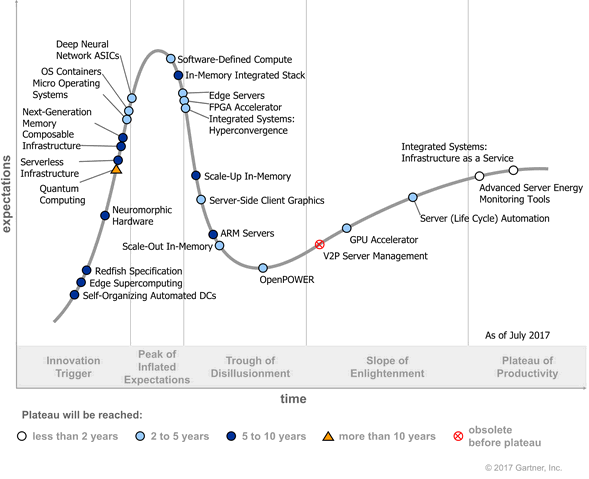 Deep Neural
Network ASICs
OS Containers
Micro Operating
Systems
Next-Generation
Memory
Composable
Infrastructure
Serverless
Infrastructure
Quantum
Computing
Neuromorphic
Hardware
Redfish Specification
Edge Supercomputing
Self-Organizing Automated DCs
Software-Defined Compute
In-Memory Integrated Stack
Edge Servers
FPGA Accelerator
Integrated Systems:
Hyperconvergence
Scale-Up In-Memory
Server-Side Client Graphics
ARM Servers
Scale-Out In-Memory
OpenPOWER
V2P Server Management
GPU Accelerator
Server (Life Cycle) Automation
Integrated Systems:
Infrastructure as a Service
Advanced Server Energy
Monitoring Tools
expectations
As of July 2017
Innovation
Trigger
Peak of
Inflated
Expectations
Trough of
Disillusionment
Slope of
Enlightenment
Plateau of
Productivity
time
Plateau will be reached:
less than 2 years
2 to 5 years
5 to 10 years
more than 10 years
obsolete
before plateau
© 2017 Gartner, Inc.